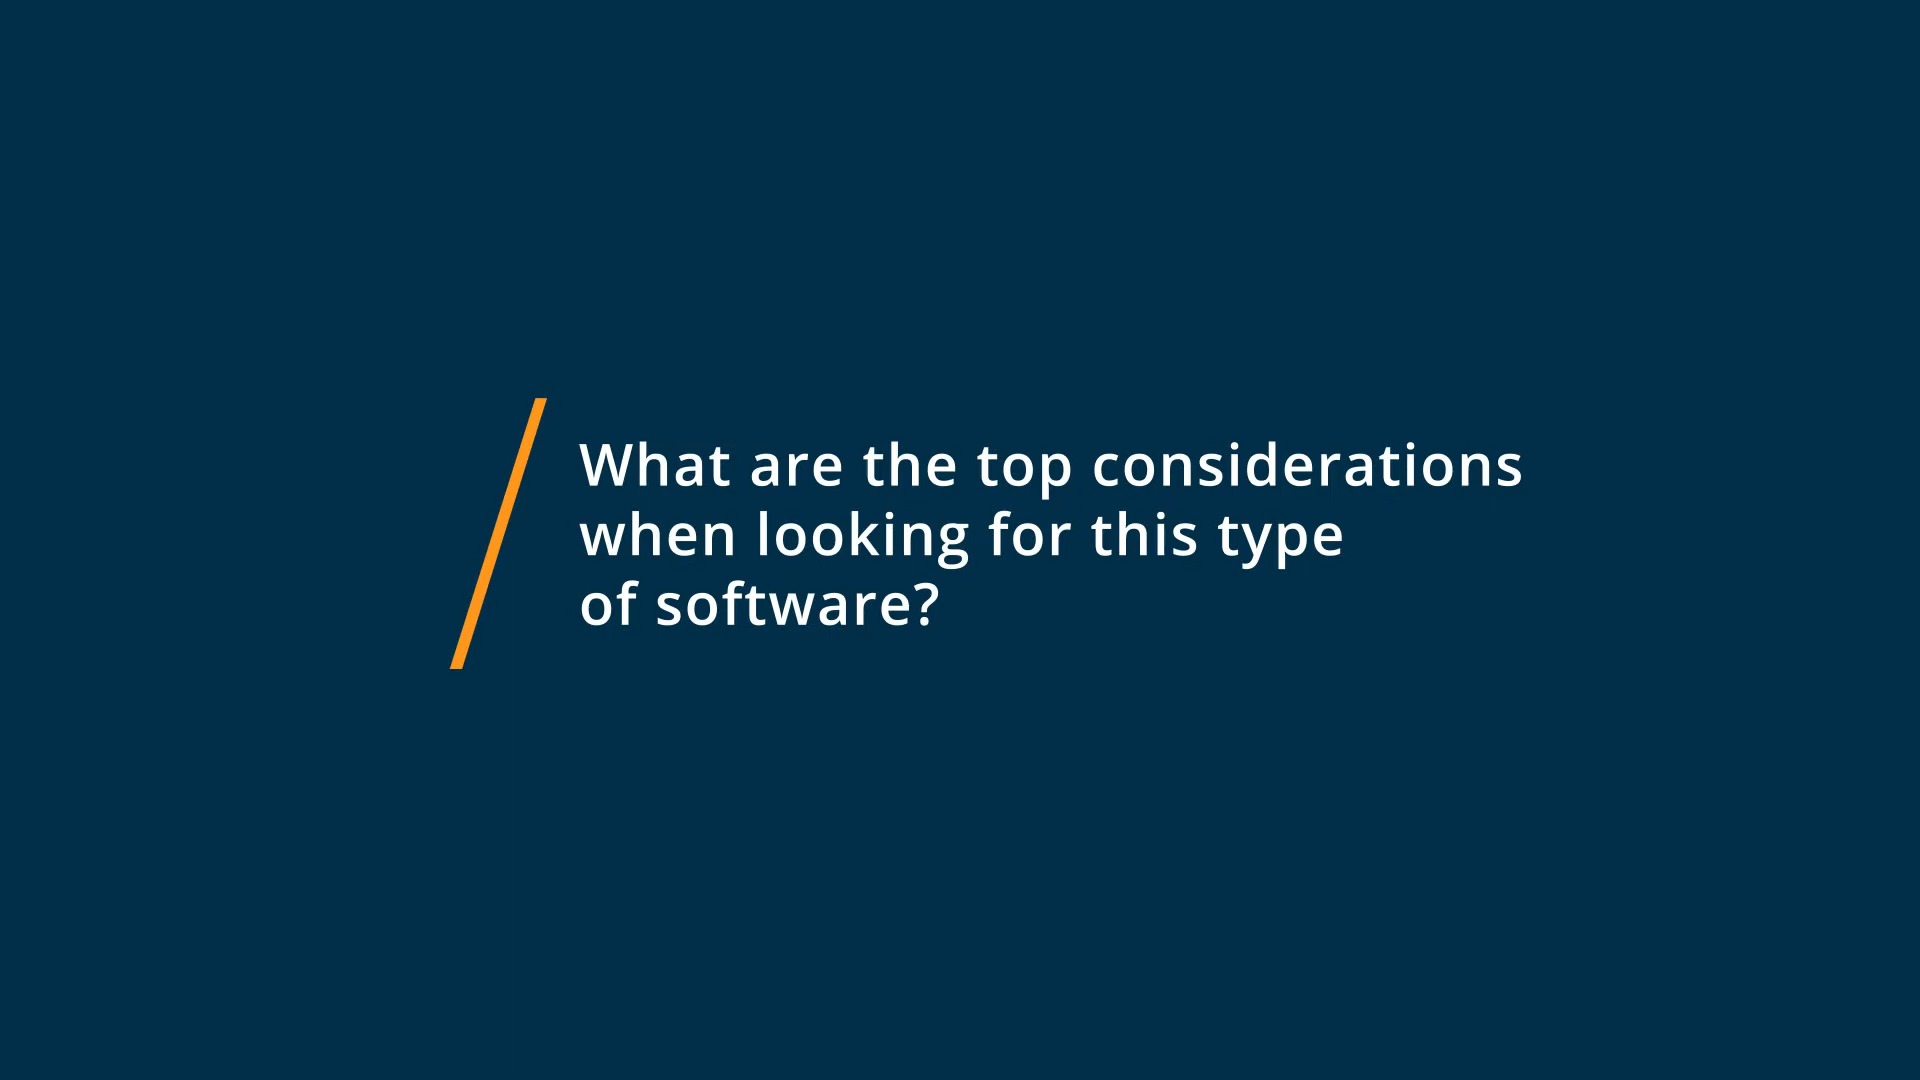 What are the top considerations
when looking for this type
of software?